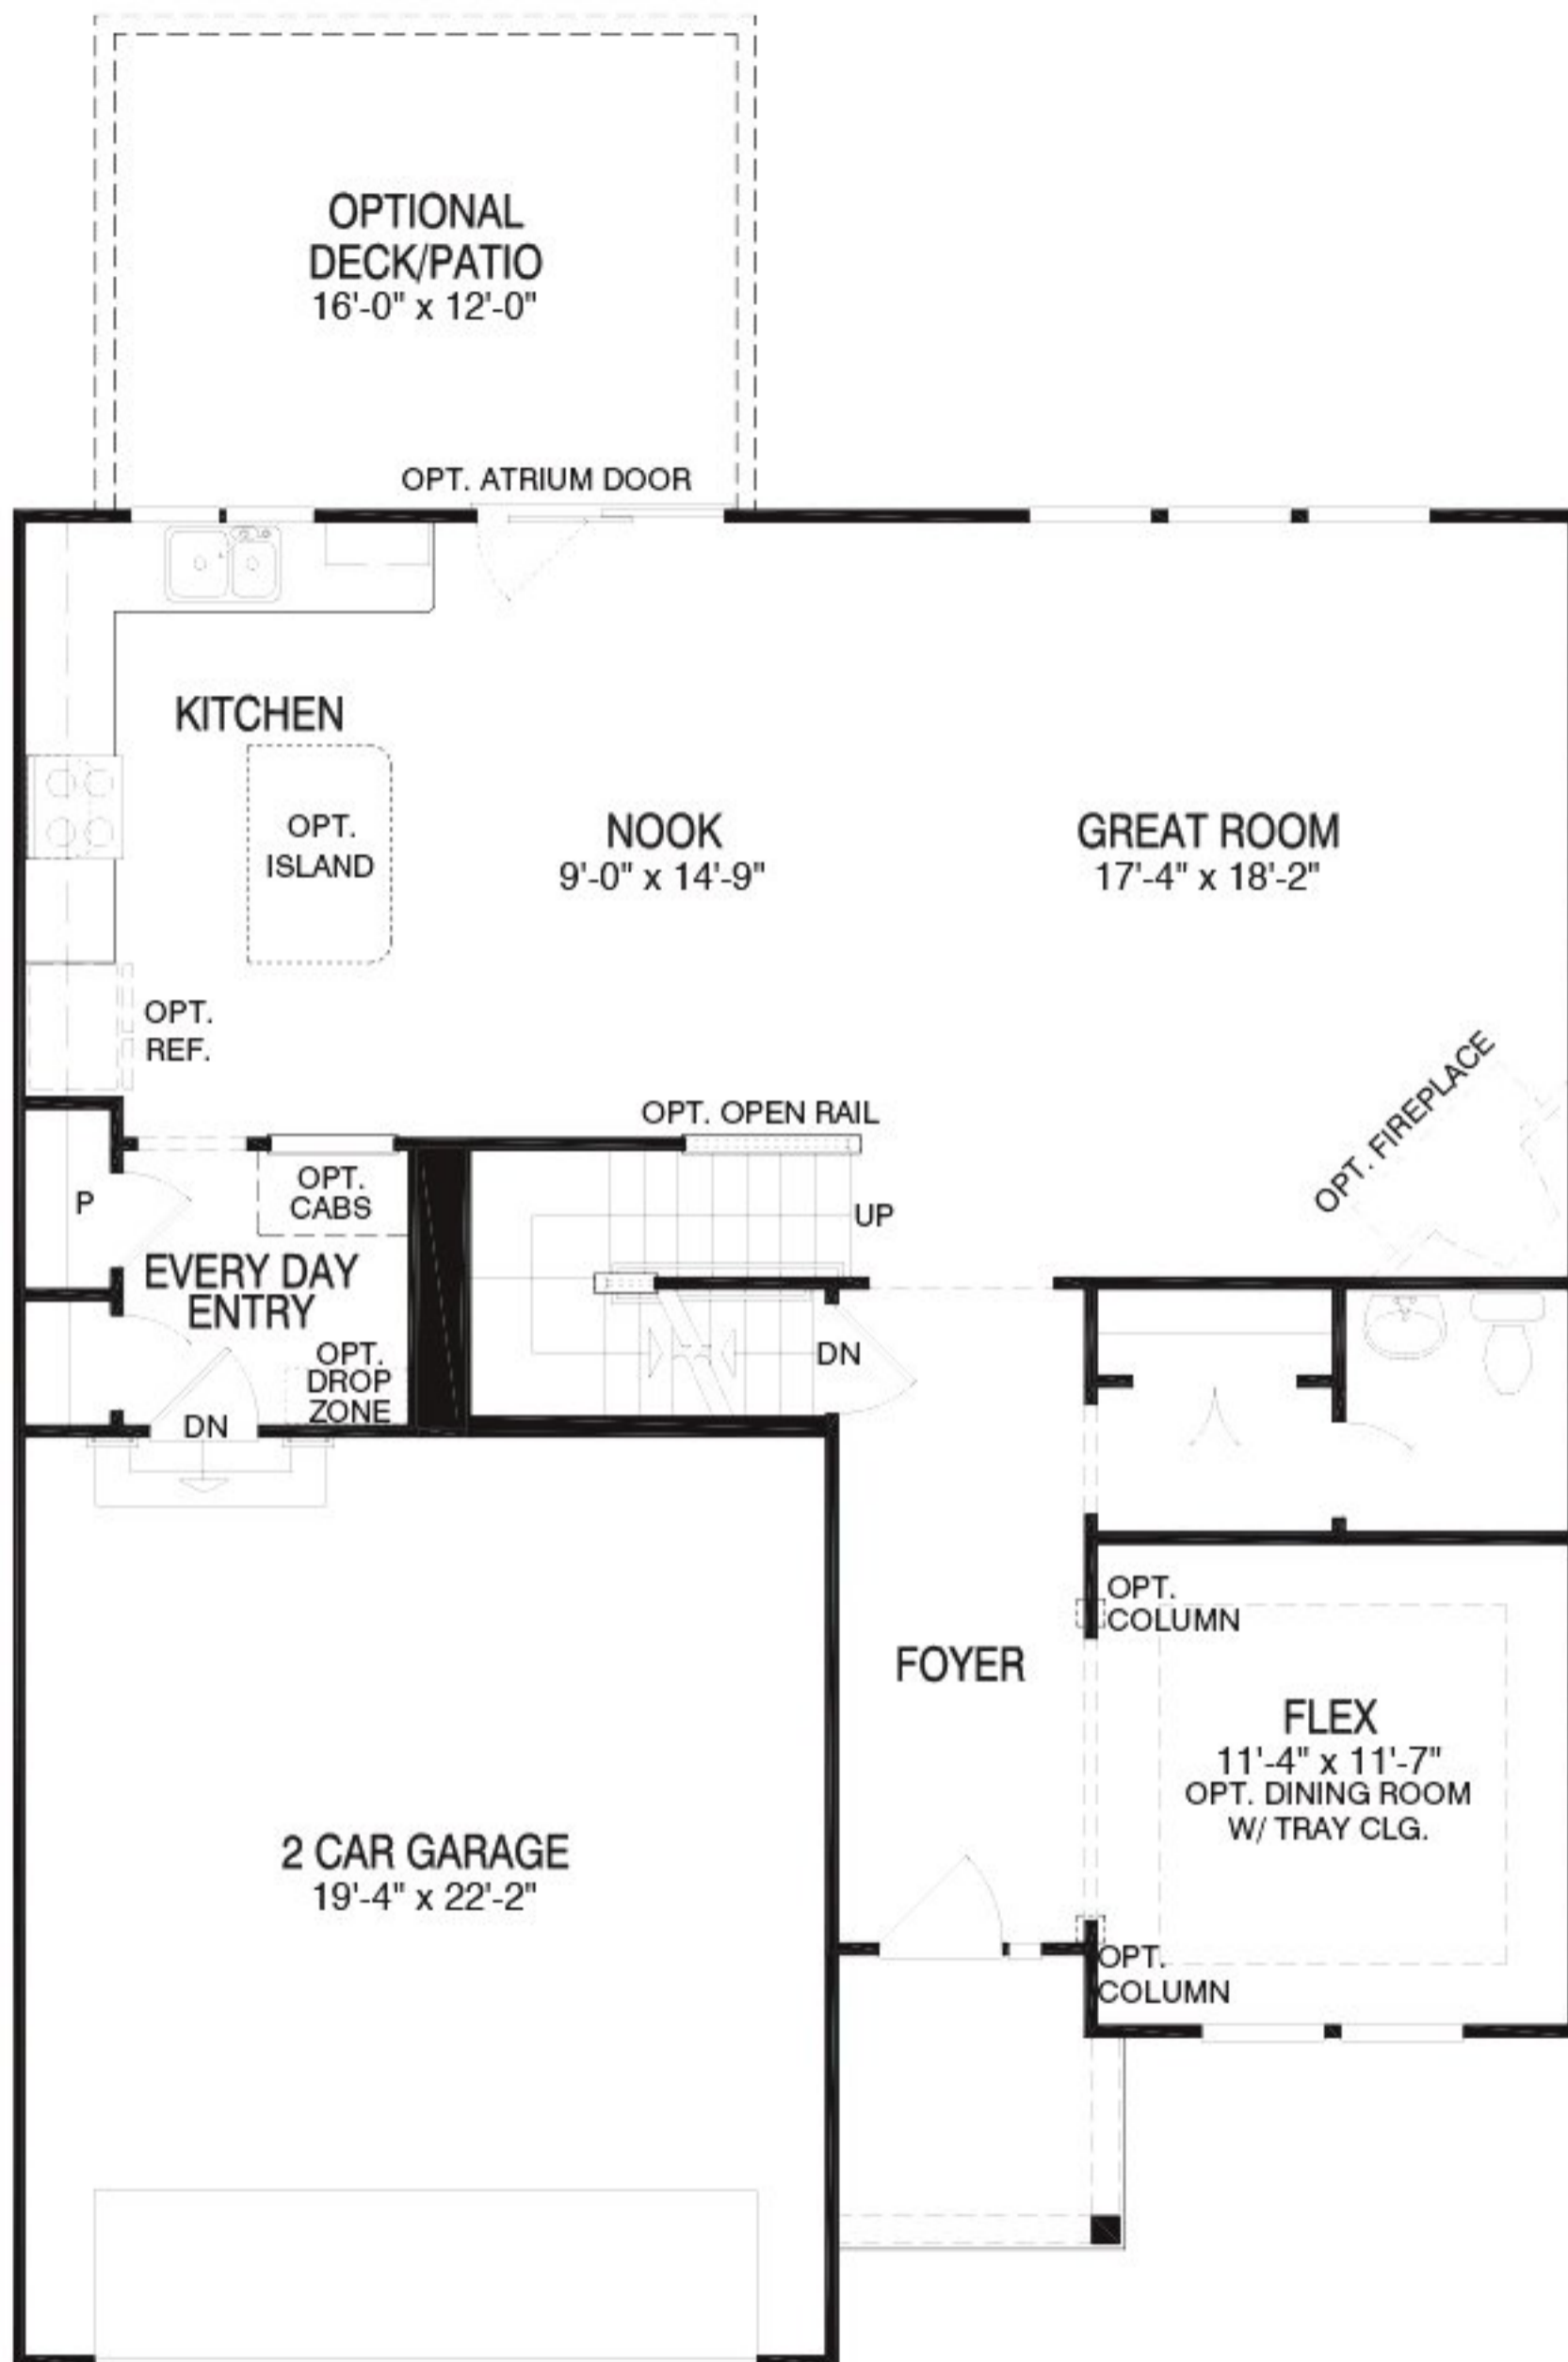 OPTIONAL
DECK/PATIO
16'-0" x 12'-0"
OPT. ATRIUM DOOR
KITCHEN
OPT.
ISLAND
NOOK
9'-0" x 14'-9"
GREAT ROOM
17'-4" x 18'-2"
OPT.
REF.
OPT. OPEN RAIL
OPT. FIREPLACE
P
OPT.
CABS
UP
EVERY DAY
ENTRY
OPT.
DROP
ZONE
DN
DN
OPT.
COLUMN
FOYER
FLEX
11'-4" x 11'-7"
OPT. DINING ROOM
W/ TRAY CLG.
2 CAR GARAGE
19'-4" x 22'-2"
OPT.
COLUMN